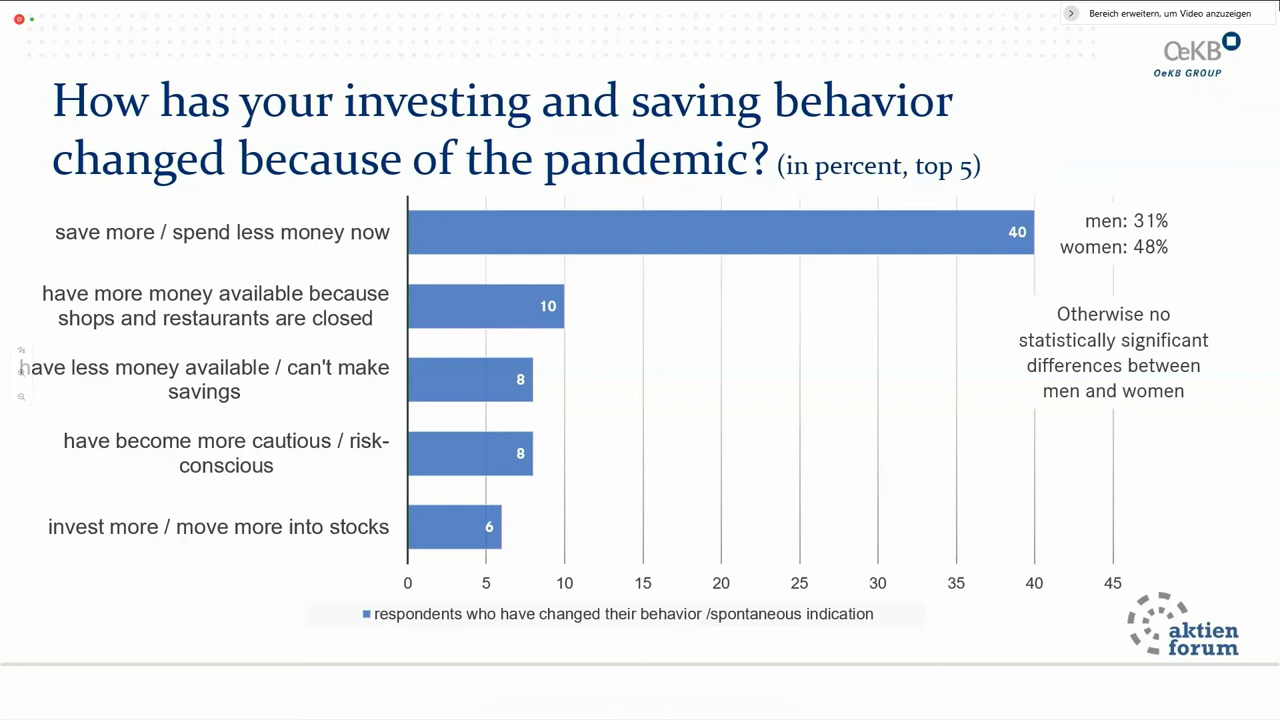 Bereich erweitern, um Video anzuzeigen
OeKB
OeKB GROUP
How has your investing and saving behavior
changed because of the pandemic? (in percent, top 5)
save more / spend less money now
40
men: 31%
women: 48%
have more money available because
shops and restaurants are closed
10
Otherwise no
statistically significant
differences between
men and women
have less money available / can't make
savings
8
have become more cautious / risk-
conscious
8
invest more / move more into stocks
6
0 5 10 15 20 25 30 35 40 45
respondents who have changed their behavior /spontaneous indication
aktien
forum